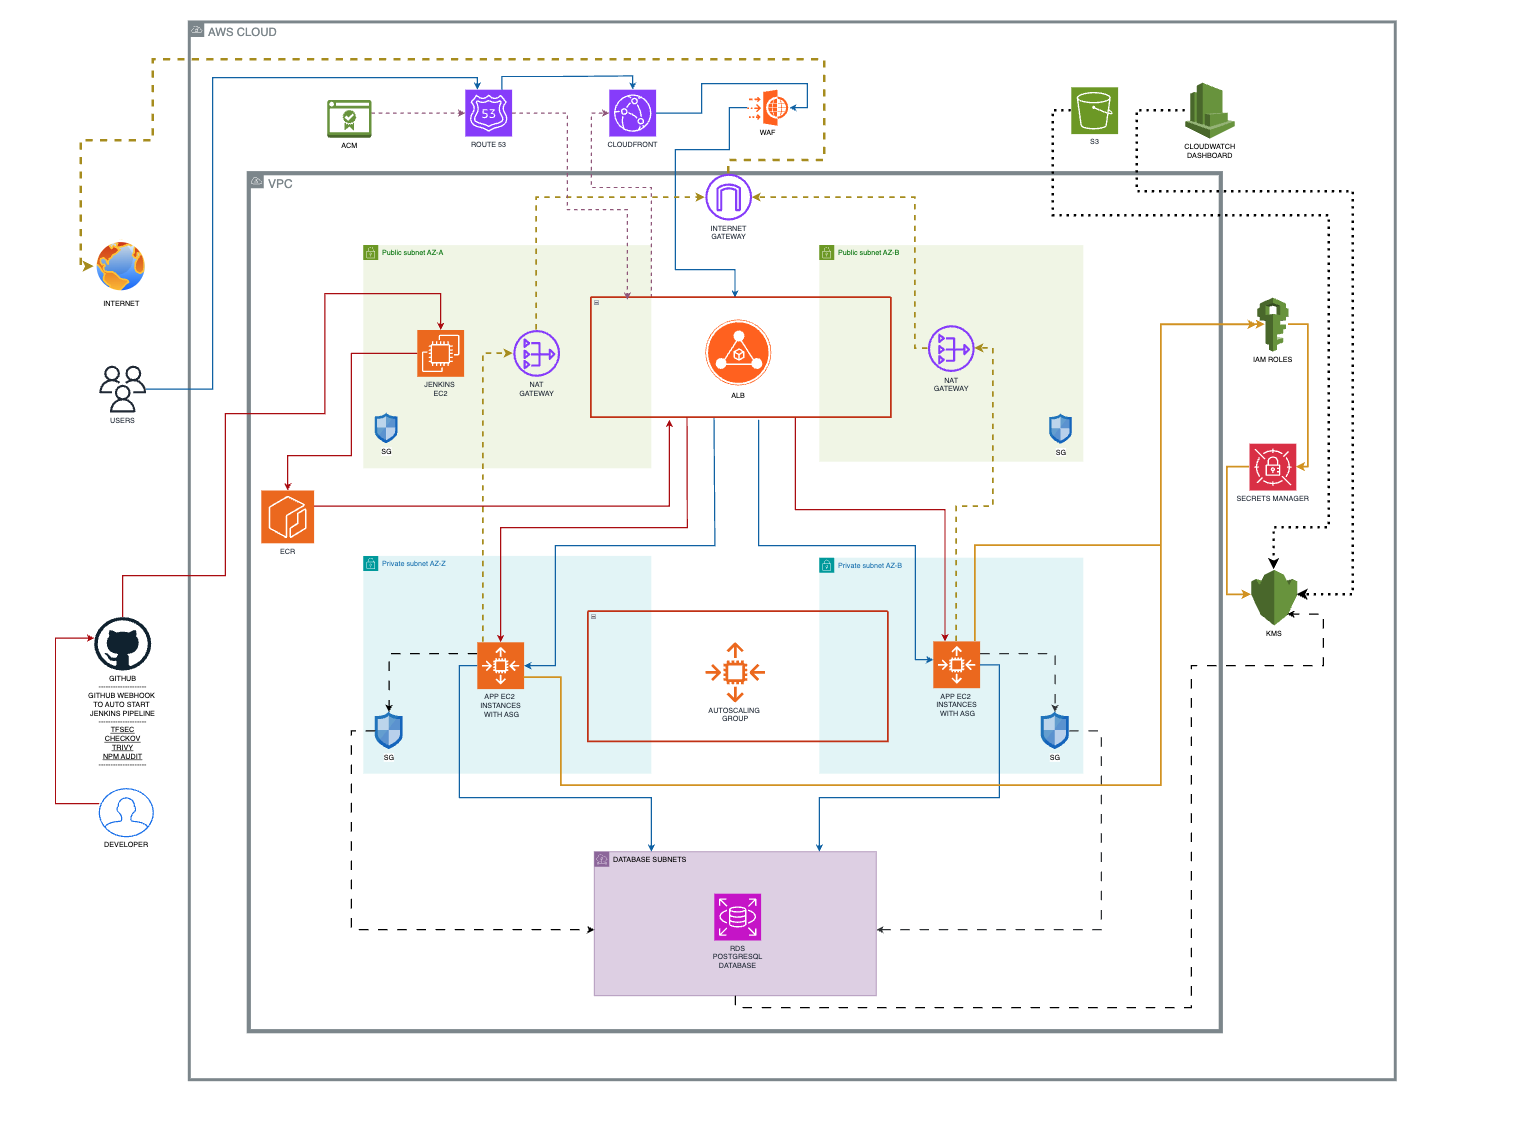 AWS CLOUD
ACM
53
ROUTE 53
CLOUDFRONT
WAF
S3
CLOUDWATCH
DASHBOARD
VPC
INTERNET
GATEWAY
Public subnet AZ-A
Public subnet AZ-B
INTERNET
JENKINS
EC2
NAT
GATEWAY
ALB
NAT
GATEWAY
IAM ROLES
USERS
SG
SG
SECRETS MANAGER
ECR
Private subnet AZ-Z
Private subnet AZ-B
KMS
GITHUB
--------------------
GITHUB WEBHOOK
TO AUTO START
JENKINS PIPELINE
--------------------
TFSEC
CHECKOV
TRIVY
NPM AUDIT
--------------------
APP EC2
INSTANCES
WITH ASG
AUTOSCALING
GROUP
APP EC2
INSTANCES
WITH ASG
SG
SG
DEVELOPER
DATABASE SUBNETS
RDS
POSTGRESQL
DATABASE